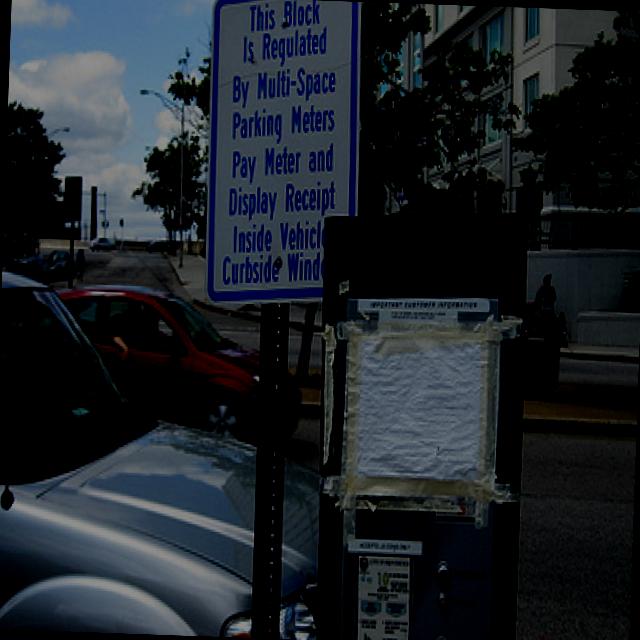 This Block
Is Regulated
By Multi-Space
Parking Meters
Pay Meter and
Display Receipt
Inside Vehicl
Curbside Wind
IMPORTANT CUSTOMER INFORMATION